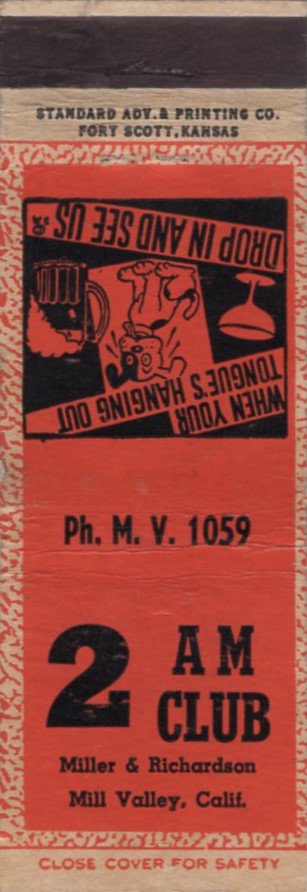 STANDARD ADV. & PRINTING CO.
FORT SCOTT, KANSAS
WHEN YOUR
TONGUE'S HANGING OUT
DROP IN AND SEE US
Ph. M. V. 1059
2 AM
CLUB
Miller & Richardson
Mill Valley, Calif.
CLOSE COVER FOR SAFETY